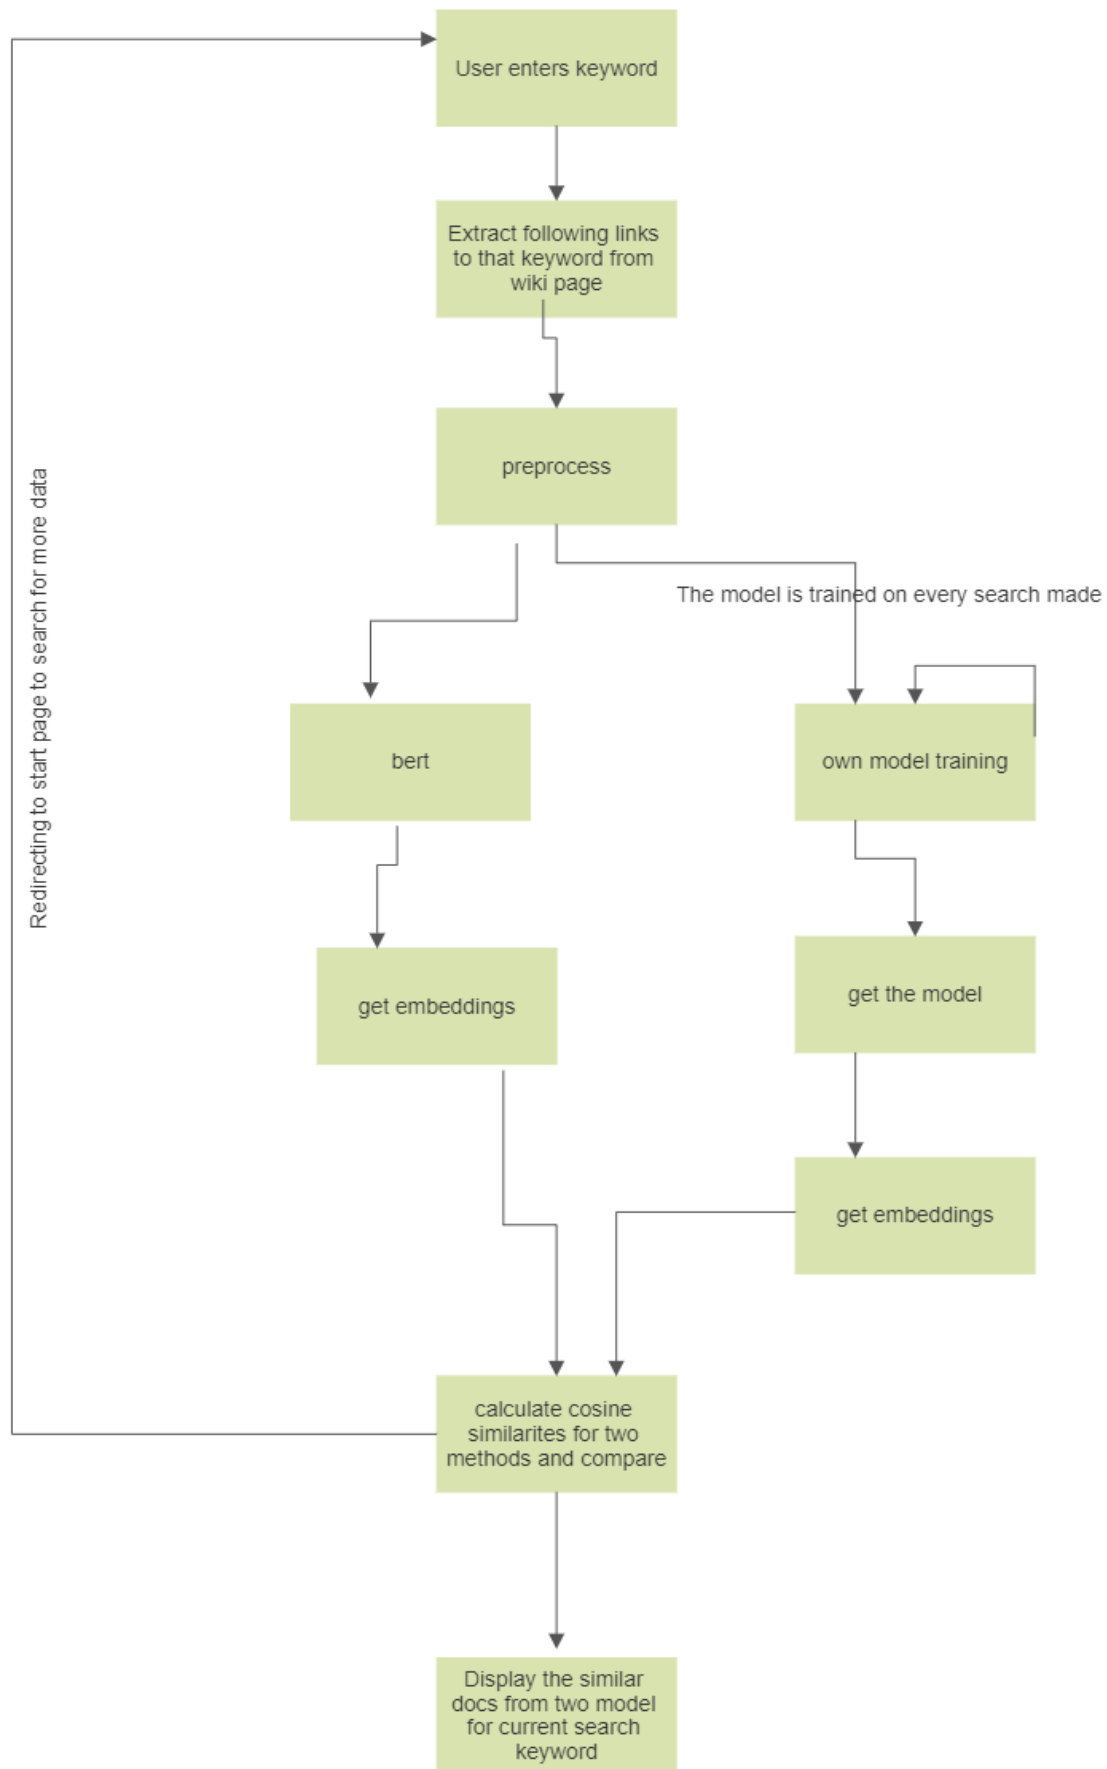 User enters keyword
Extract following links
to that keyword from
wiki page
preprocess
Redirecting to start page to search for more data
The model is trained on every search made
bert
own model training
get embeddings
get the model
get embeddings
calculate cosine
similarites for two
methods and compare
Display the similar
docs from two model
for current search
keyword